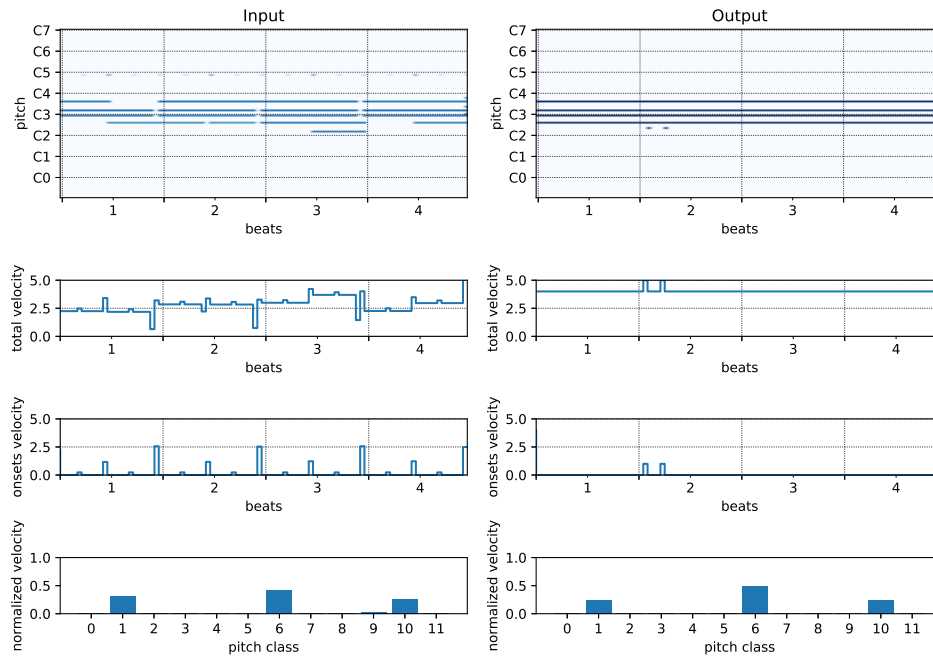 Input
Output
C7
C6
C5
C4
C3
C2
C1
C0
pitch
1 2 3 4
beats
C7
C6
C5
C4
C3
C2
C1
C0
pitch
1 2 3 4
beats
5.0
2.5
0.0
total velocity
1 2 3 4
beats
5.0
2.5
0.0
total velocity
1 2 3 4
beats
5.0
2.5
0.0
onsets velocity
1 2 3 4
beats
5.0
2.5
0.0
onsets velocity
1 2 3 4
beats
1.0
0.5
0.0
normalized velocity
0 1 2 3 4 5 6 7 8 9 10 11
pitch class
1.0
0.5
0.0
normalized velocity
0 1 2 3 4 5 6 7 8 9 10 11
pitch class